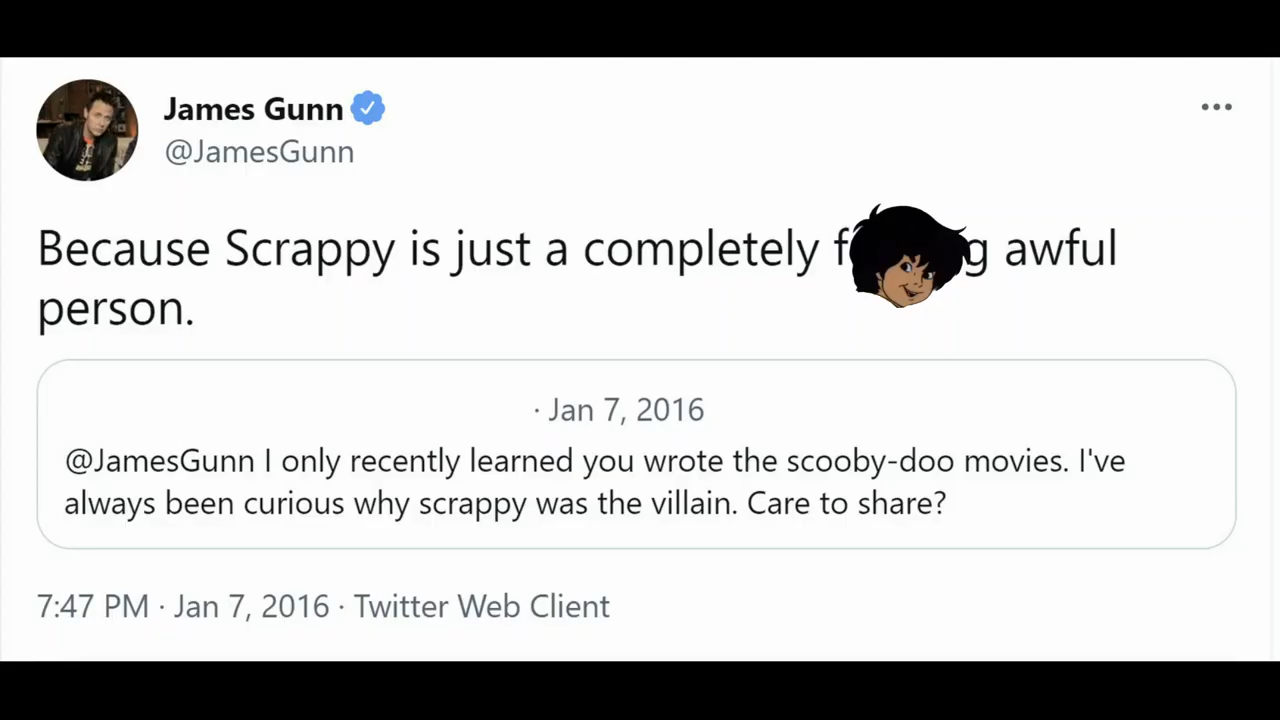 James Gunn
@JamesGunn
Because Scrappy is just a completely awful
person.
· Jan 7, 2016
@JamesGunn I only recently learned you wrote the scooby-doo movies. I've
always been curious why scrappy was the villain. Care to share?
7:47 PM · Jan 7, 2016 · Twitter Web Client